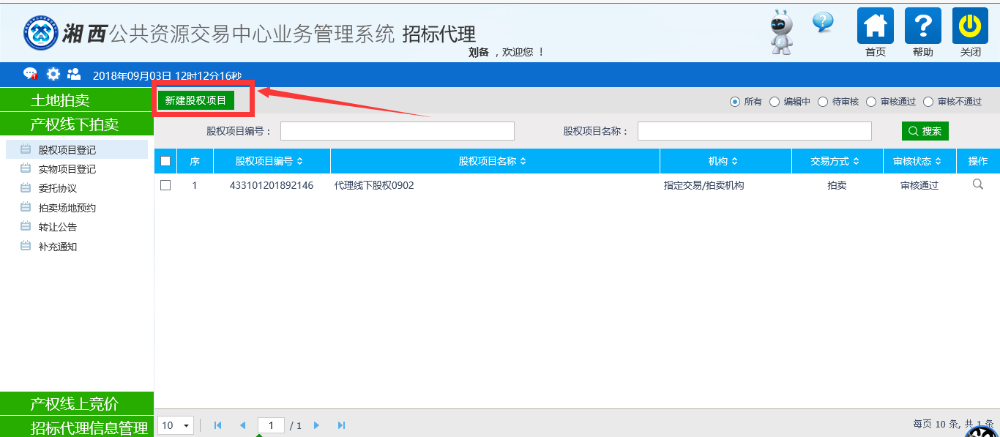 湘西公共资源交易中心业务管理系统 招标代理
刘备 ，欢迎您 ！
首页 帮助 关闭
2018年09月03日 12时12分16秒
土地拍卖
产权线下拍卖
股权项目登记
实物项目登记
委托协议
拍卖场地预约
转让公告
补充通知
产权线上竞价
招标代理信息管理
新建股权项目
所有 编辑中 待审核 审核通过 审核不通过
股权项目编号： 股权项目名称： 搜索
序 股权项目编号 股权项目名称 机构 交易方式 审核状态 操作
1 433101201892146 代理线下股权0902 指定交易/拍卖机构 拍卖 审核通过
10 1 / 1 每页 10 条, 共 1 条